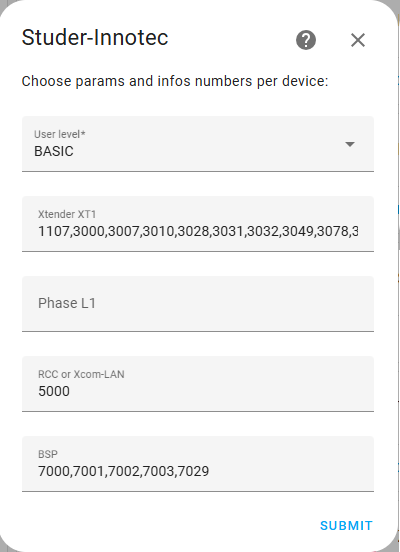 Studer-Innotec
Choose params and infos numbers per device:
User level*
BASIC
Xtender XT1
1107,3000,3007,3010,3028,3031,3032,3049,3078,3
Phase L1
RCC or Xcom-LAN
5000
BSP
7000,7001,7002,7003,7029
SUBMIT